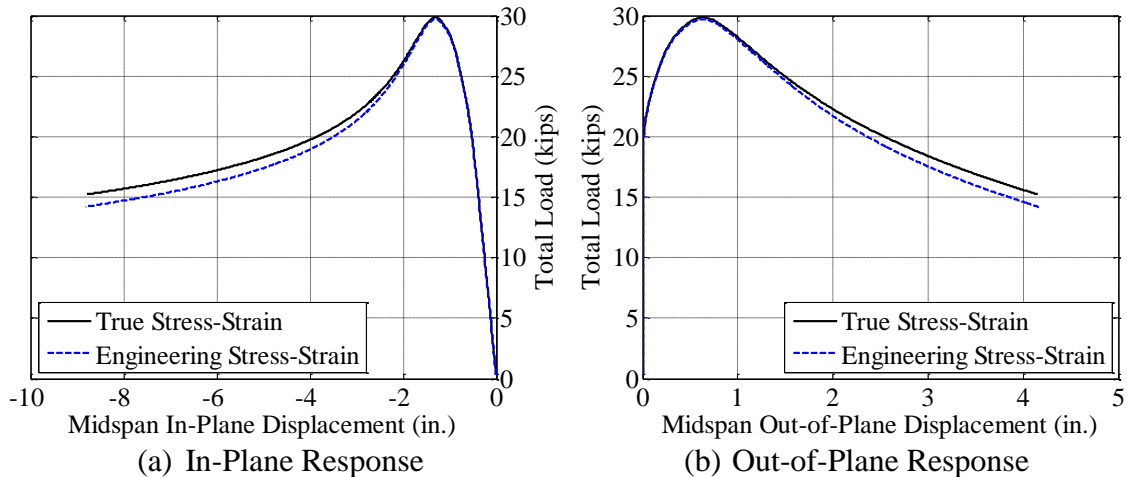 30
25
20
15
10
5
0
Total Load (kips)
True Stress-Strain
Engineering Stress-Strain
-10 -8 -6 -4 -2 0
Midspan In-Plane Displacement (in.)
(a) In-Plane Response
30
25
20
15
10
5
0
Total Load (kips)
True Stress-Strain
Engineering Stress-Strain
0 1 2 3 4 5
Midspan Out-of-Plane Displacement (in.)
(b) Out-of-Plane Response